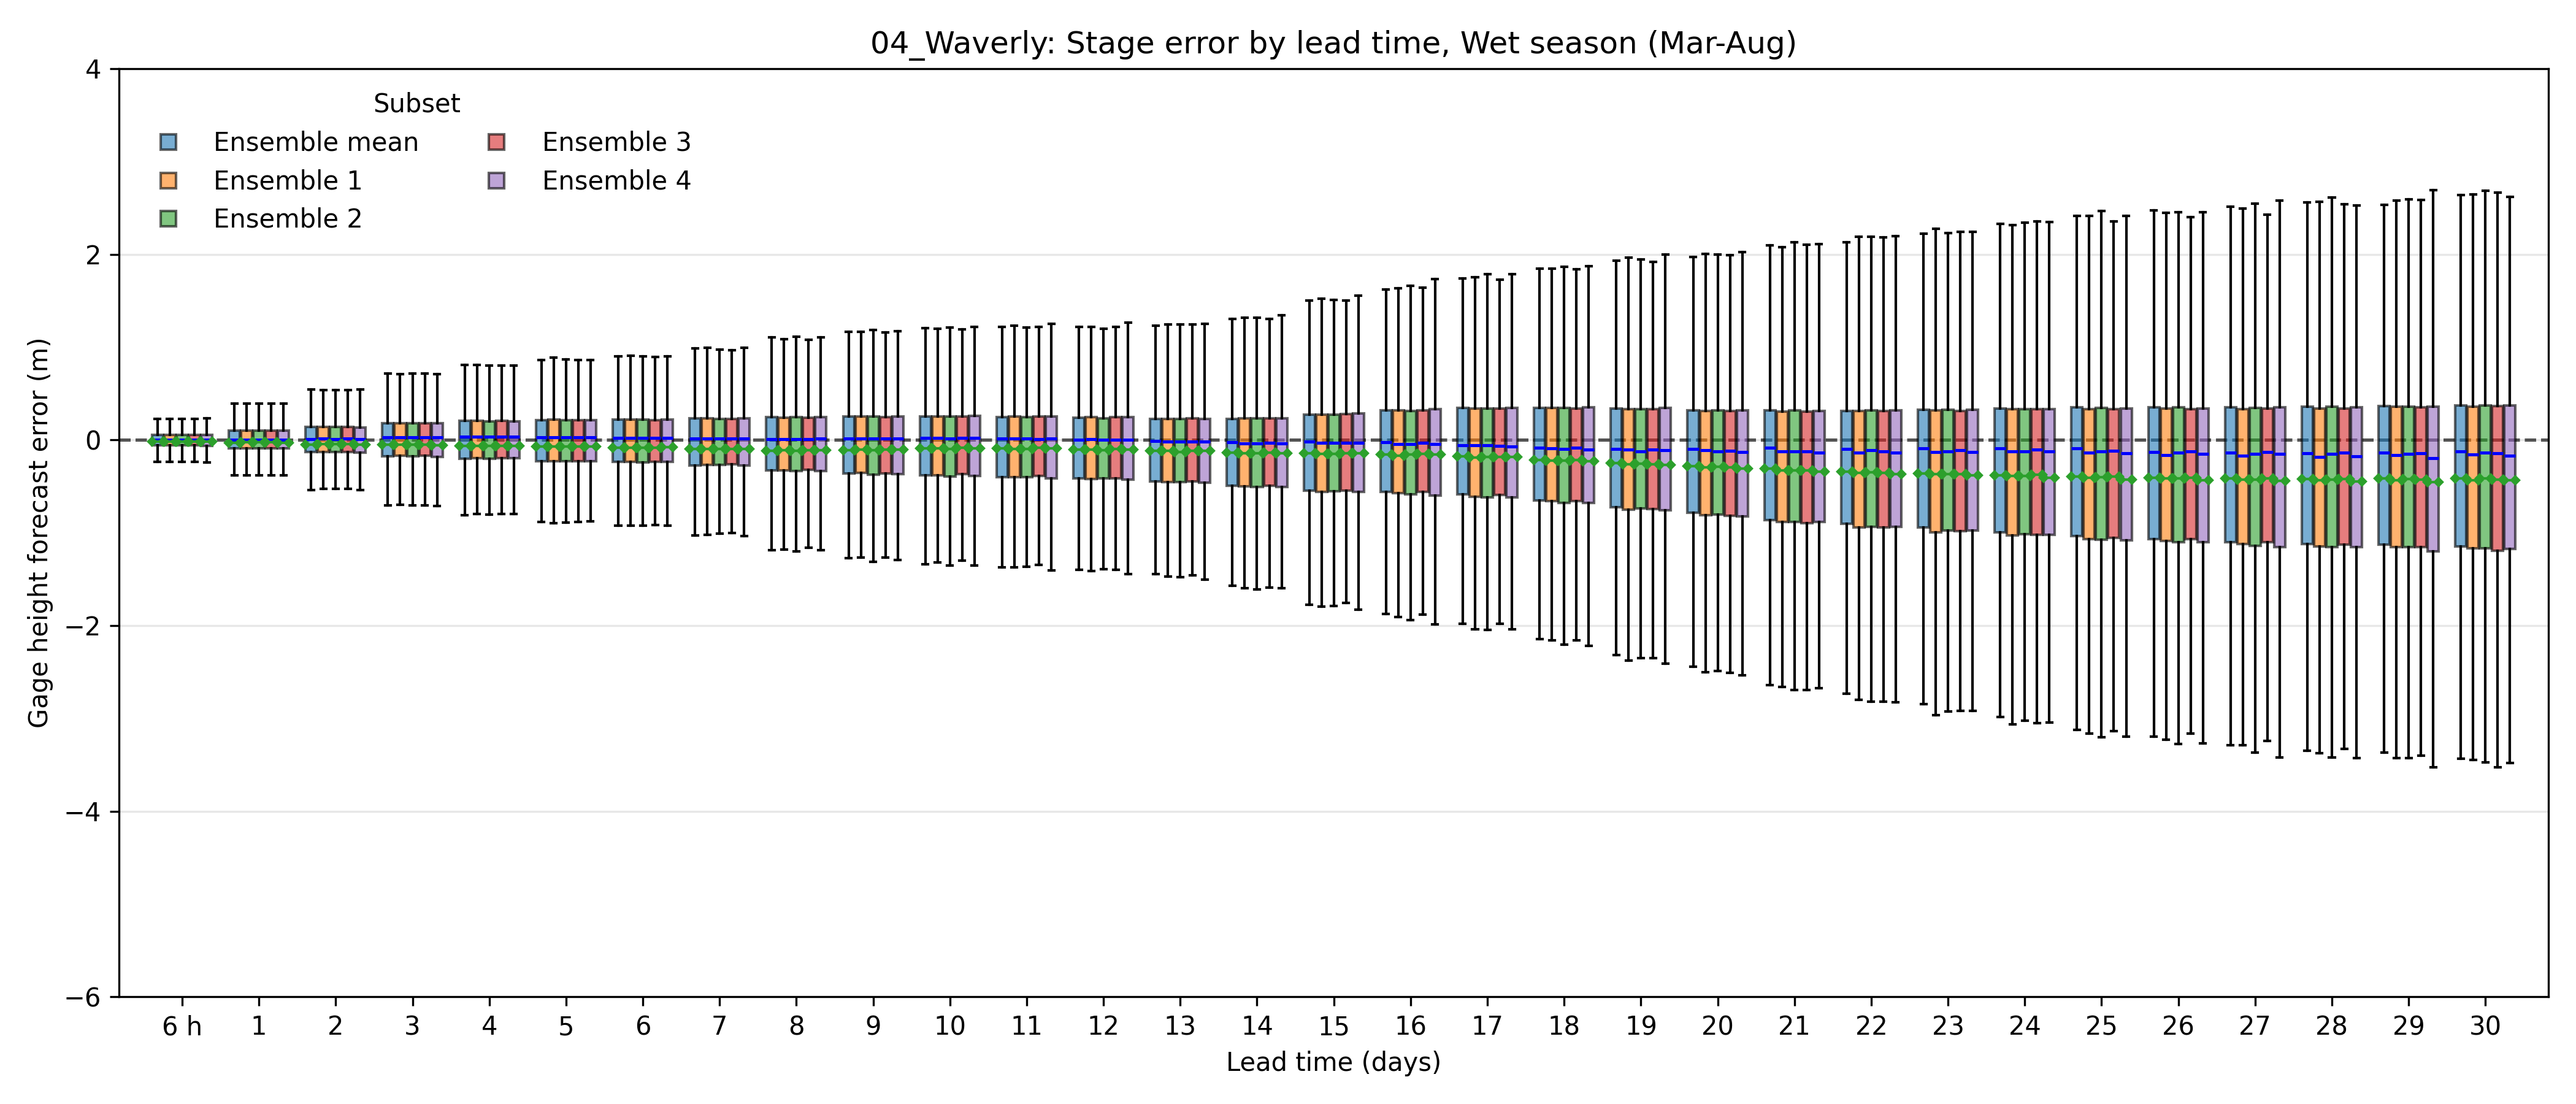 04_Waverly: Stage error by lead time, Wet season (Mar-Aug)
Subset
Ensemble mean
Ensemble 1
Ensemble 2
Ensemble 3
Ensemble 4
Gage height forecast error (m)
4
2
0
−2
−4
−6
6 h 1 2 3 4 5 6 7 8 9 10 11 12 13 14 15 16 17 18 19 20 21 22 23 24 25 26 27 28 29 30
Lead time (days)